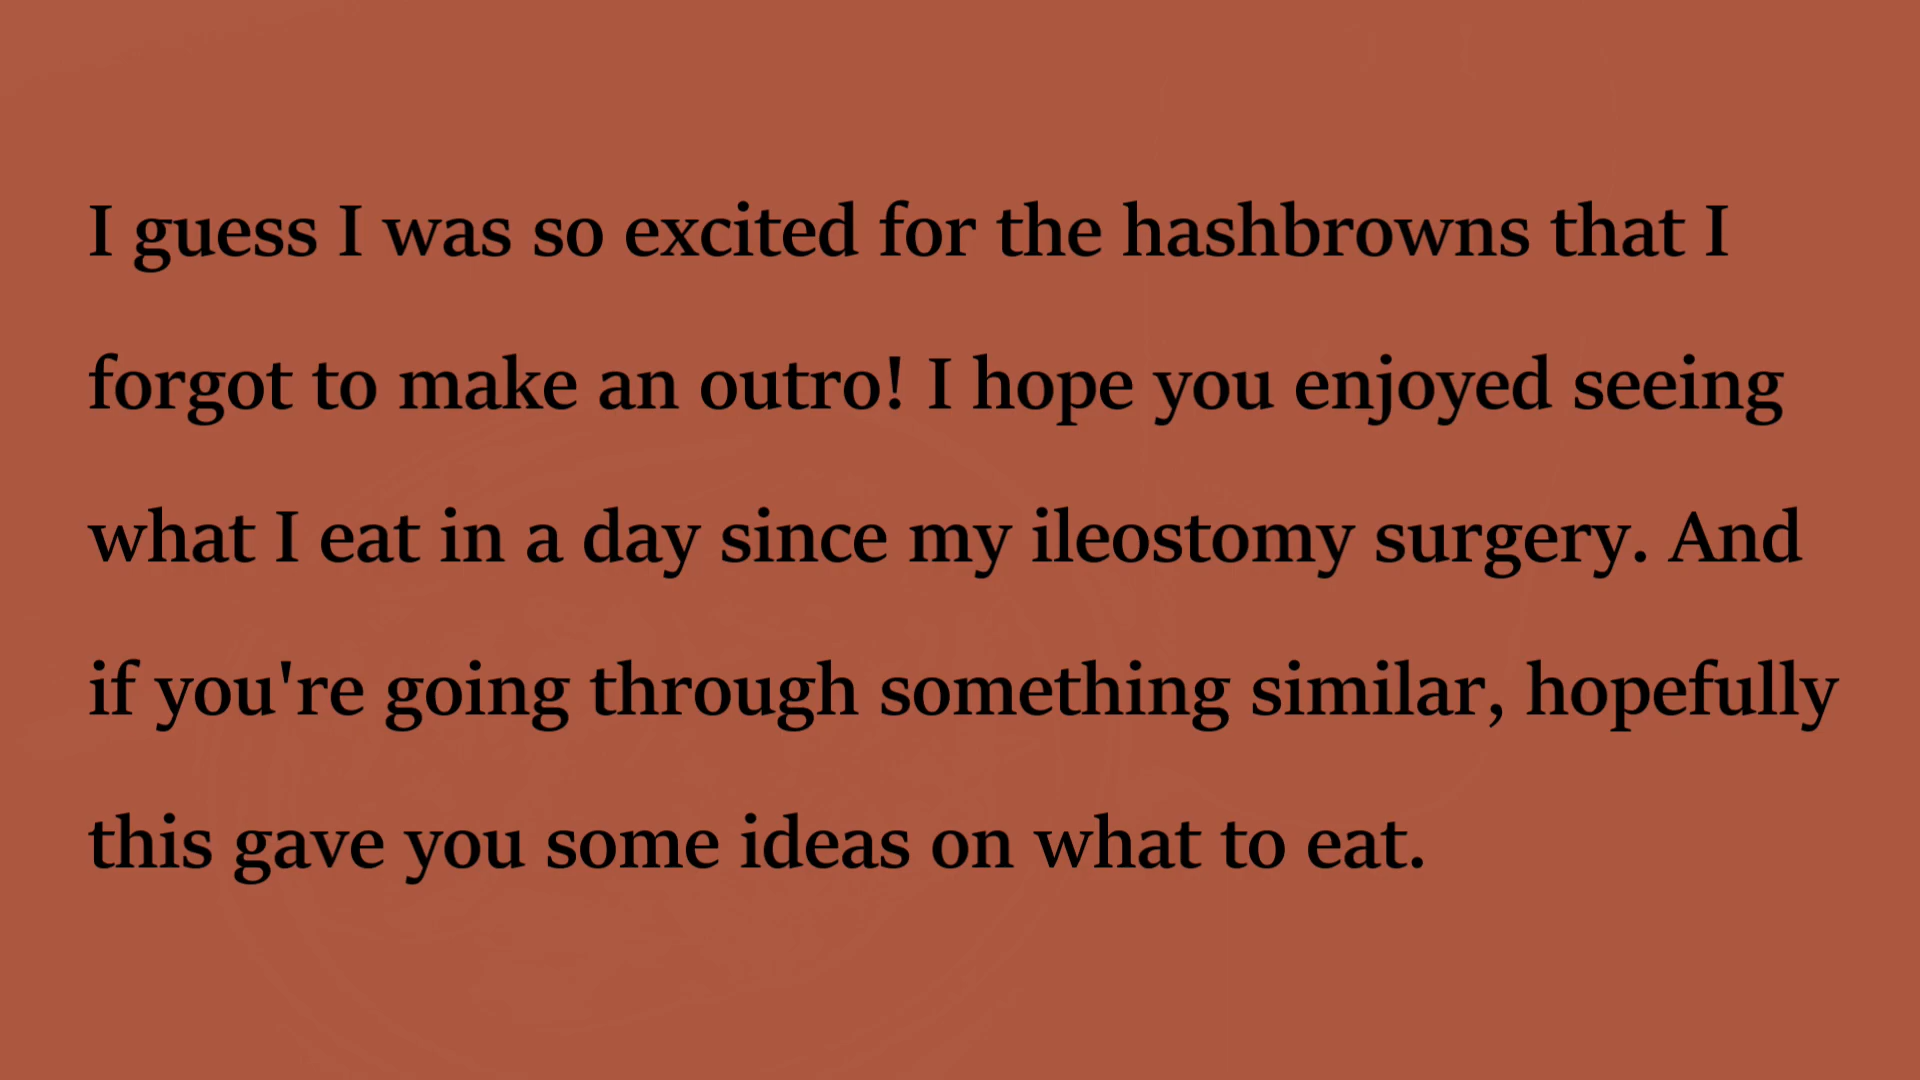 I guess I was so excited for the hashbrowns that I
forgot to make an outro! I hope you enjoyed seeing
what I eat in a day since my ileostomy surgery. And
if you're going through something similar, hopefully
this gave you some ideas on what to eat.